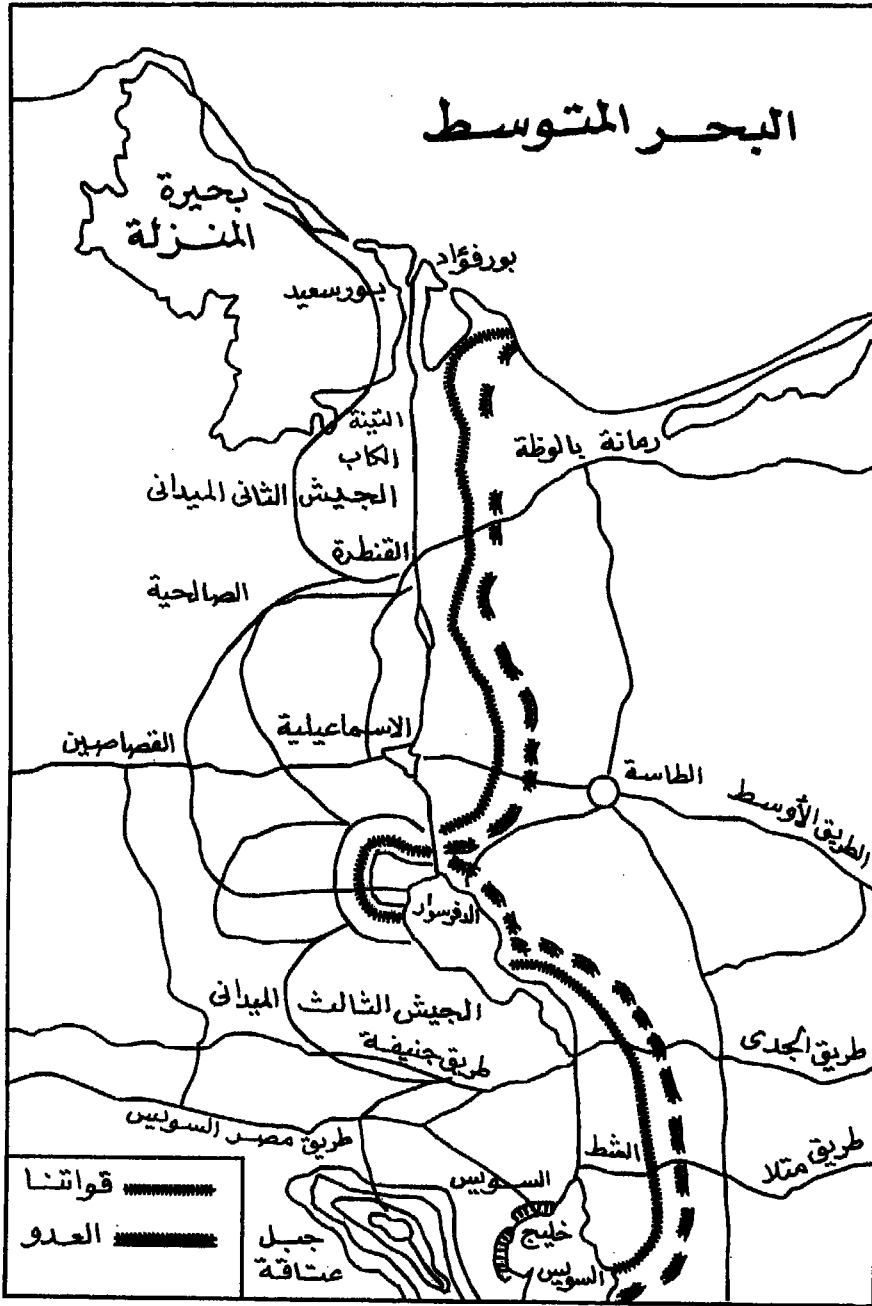 البحر المتوسط
بحيرة
المنزلة
بورفؤاد
بورسعيد
التينة
رمانة بالوظة
الكاب
الجيش الثانى الميدانى
القنطرة
الصالحية
الاسماعيلية
القصاصين
الطاسة
الطريق الأوسط
الدفرسوار
الجيش الثالث الميدانى
طريق جنيفة
طريق الجدى
طريق مصر السويس
الشط
طريق متلا
السويس
خليج
السويس
جبل
عتاقة
قواتنا
العدو